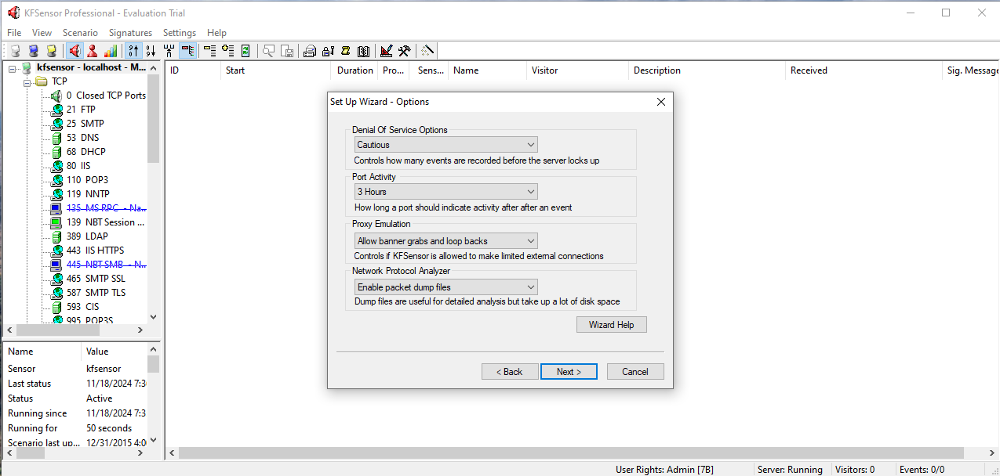 KFSensor Professional - Evaluation Trial
File View Scenario Signatures Settings Help
kfsensor - localhost - M...
TCP
0 Closed TCP Ports
21 FTP
25 SMTP
53 DNS
68 DHCP
80 IIS
110 POP3
119 NNTP
135 MS RPC - Na...
139 NBT Session ...
389 LDAP
443 IIS HTTPS
445 NBT SMB - N...
465 SMTP SSL
587 SMTP TLS
593 CIS
995 POP3S
Name Value
Sensor kfsensor
Last status 11/18/2024 7:3
Status Active
Running since 11/18/2024 7:3
Running for 50 seconds
Scenario last up... 12/31/2015 4:0
ID Start Duration Pro... Sens... Name Visitor Description Received Sig. Message
Set Up Wizard - Options
Denial Of Service Options
Cautious
Controls how many events are recorded before the server locks up
Port Activity
3 Hours
How long a port should indicate activity after after an event
Proxy Emulation
Allow banner grabs and loop backs
Controls if KFSensor is allowed to make limited external connections
Network Protocol Analyzer
Enable packet dump files
Dump files are useful for detailed analysis but take up a lot of disk space
Wizard Help
< Back Next > Cancel
User Rights: Admin [7B] Server: Running Visitors: 0 Events: 0/0